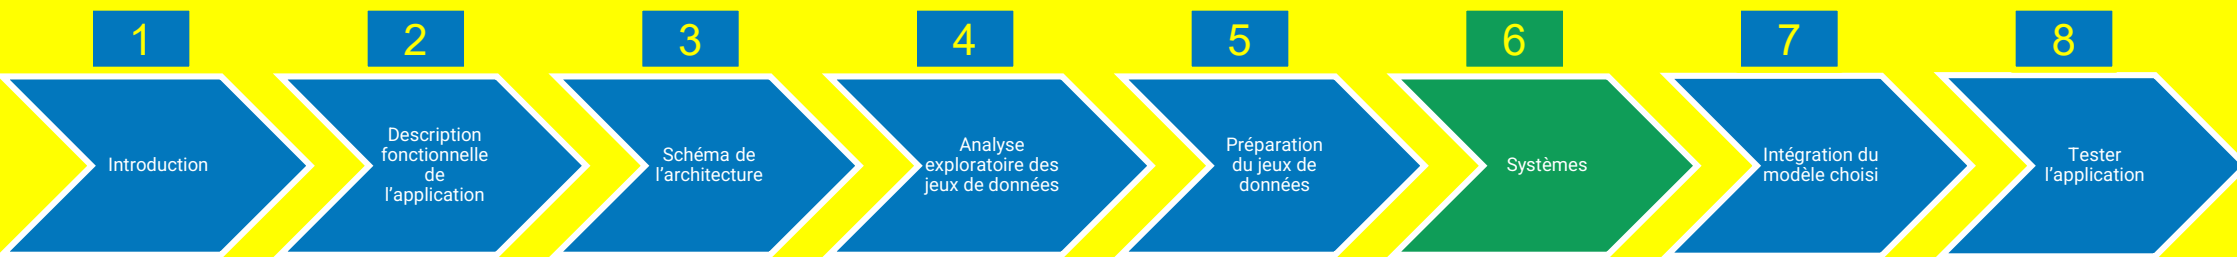 1
2
3
4
5
6
7
8
Introduction
Description
fonctionnelle
de
l'application
Schéma de
l'architecture
Analyse
exploratoire des
jeux de données
Préparation
du jeux de
données
Systèmes
Intégration du
modèle choisi
Tester
l'application